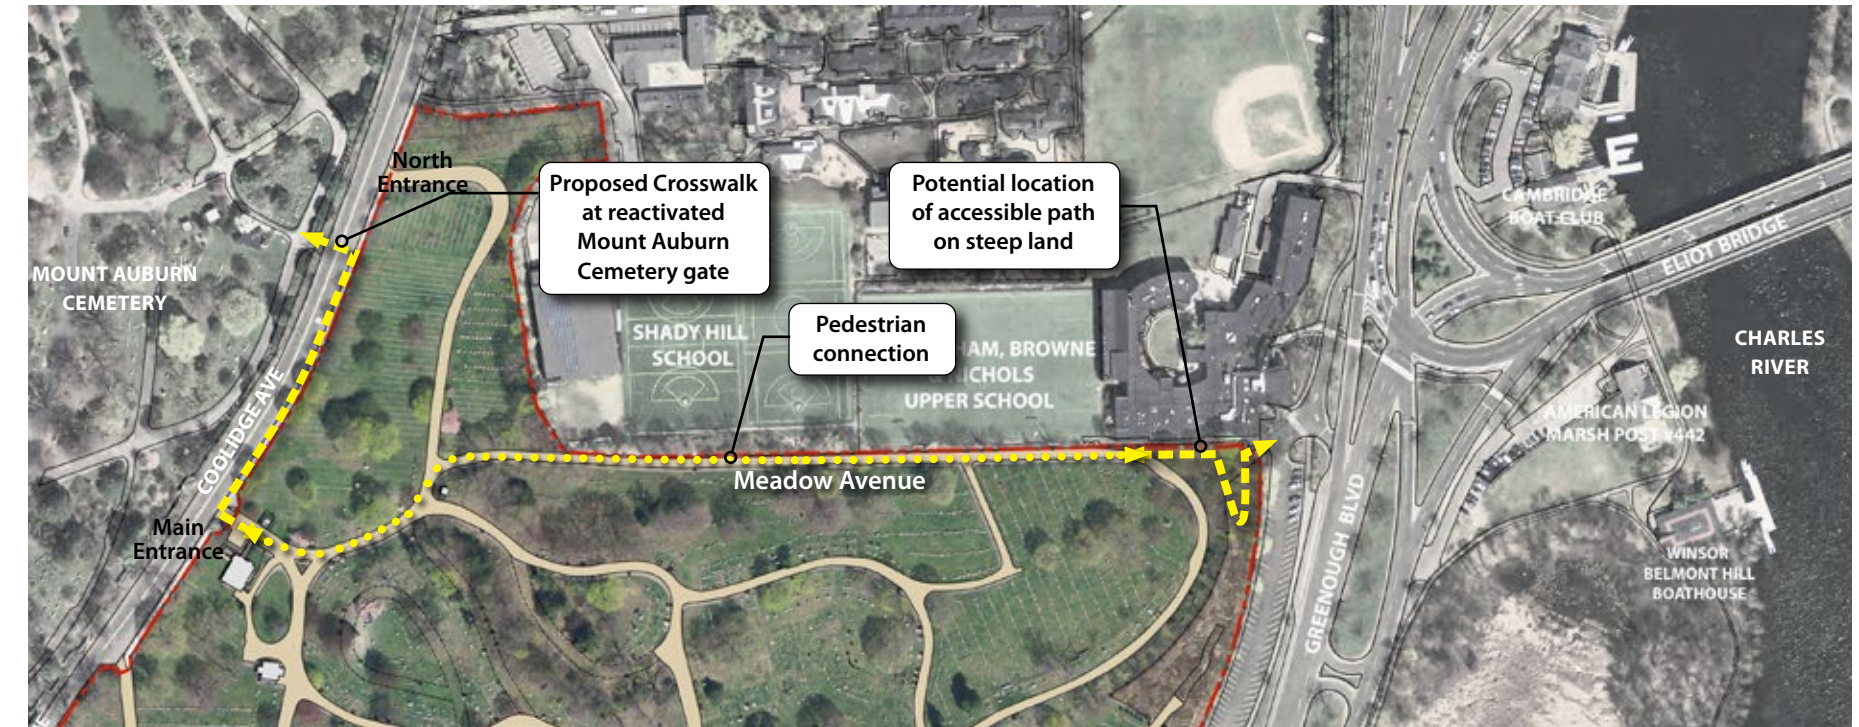 North
Entrance
Proposed Crosswalk
at reactivated
Mount Auburn
Cemetery gate
Potential location
of accessible path
on steep land
CAMBRIDGE
BOAT CLUB
ELIOT BRIDGE
MOUNT AUBURN
CEMETERY
Pedestrian
connection
SHADY HILL
SCHOOL
HAM, BROWNE
& NICHOLS
UPPER SCHOOL
CHARLES
RIVER
COOLIDGE AVE
AMERICAN LEGION
MARSH POST #442
Meadow Avenue
Main
Entrance
GREENOUGH BLVD
WINSOR
BELMONT HILL
BOATHOUSE